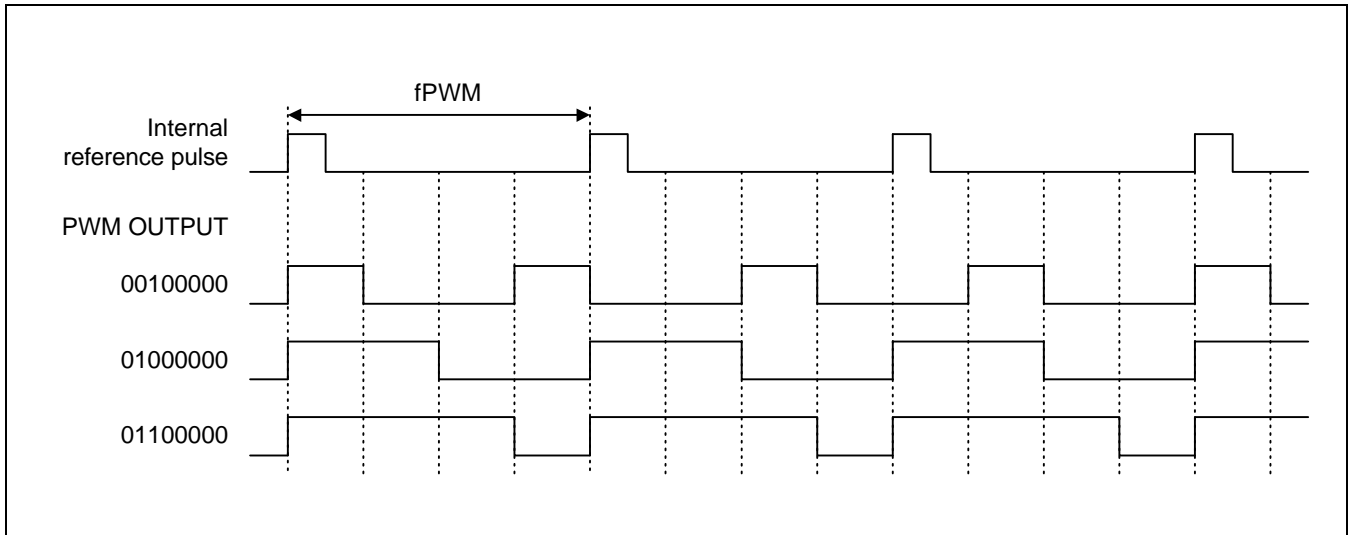 fPWM
Internal
reference pulse
PWM OUTPUT
00100000
01000000
01100000